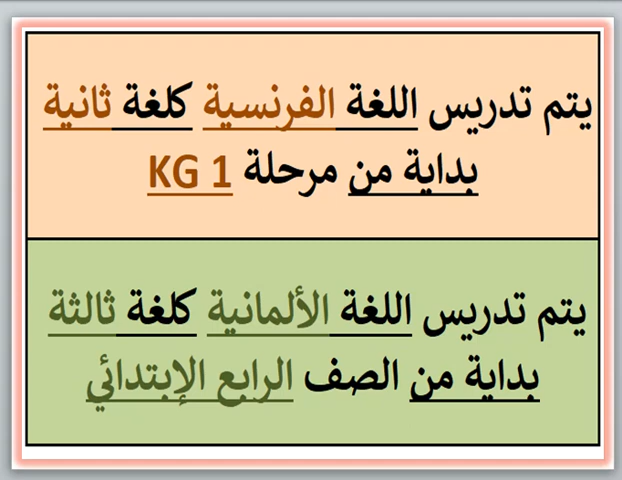 يتم تدريس اللغة الفرنسية كلغة ثانية
بداية من مرحلة KG 1
يتم تدريس اللغة الألمانية كلغة ثالثة
بداية من الصف الرابع الإبتدائي